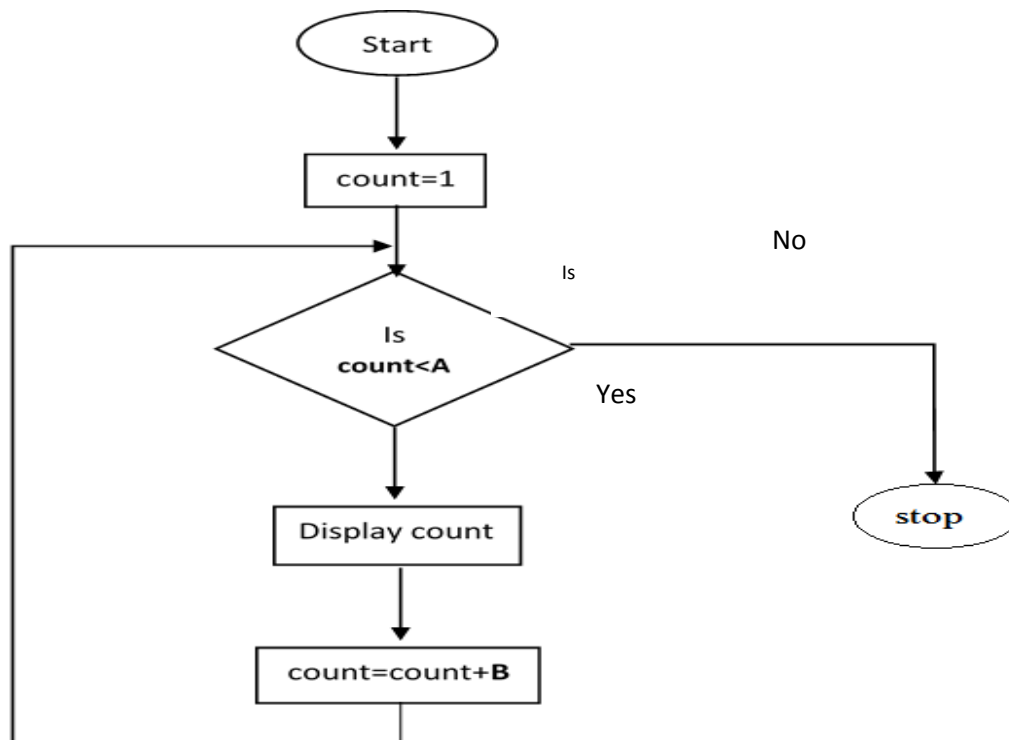 Start
count=1
No
Is
Is
count<A
Yes
Display count
stop
count=count+B